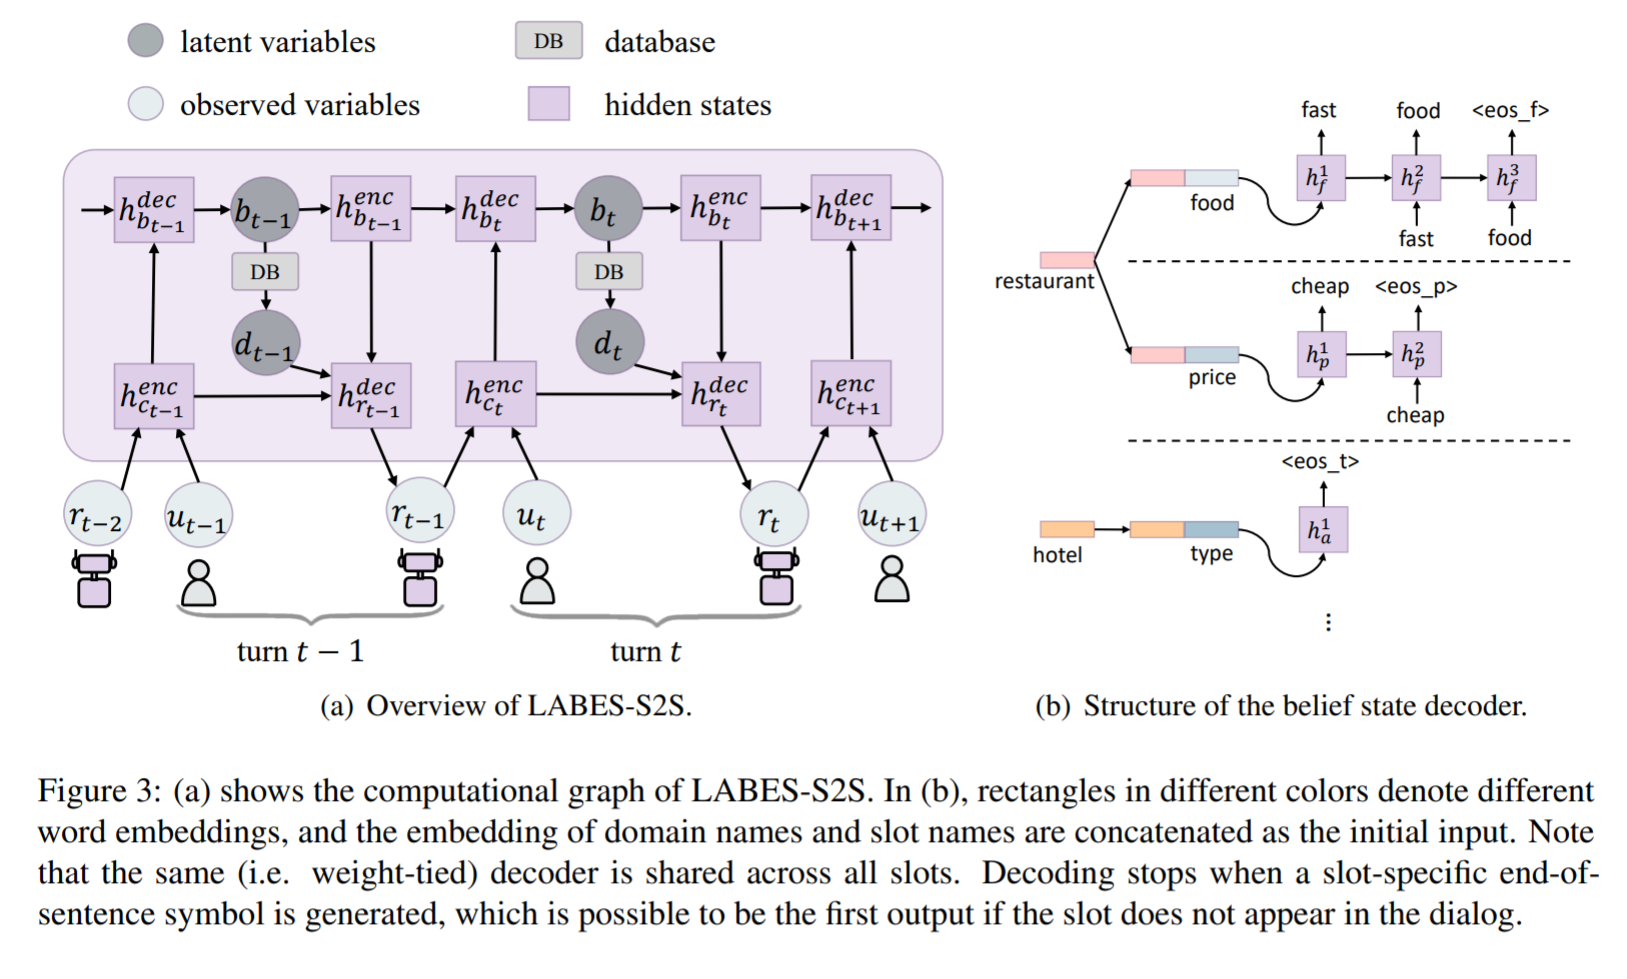 latent variables
DB database
observed variables
hidden states
h^{dec}_{b_{t-1}} b_{t-1} h^{enc}_{b_{t-1}} h^{dec}_{b_t} b_t h^{enc}_{b_t} h^{dec}_{b_{t+1}}
DB DB
d_{t-1} d_t
h^{enc}_{c_{t-1}} h^{dec}_{r_{t-1}} h^{enc}_{c_t} h^{dec}_{r_t} h^{enc}_{c_{t+1}}
r_{t-2} u_{t-1} r_{t-1} u_t r_t u_{t+1}
turn t − 1 turn t
(a) Overview of LABES-S2S.
fast food <eos_f>
h^1_f h^2_f h^3_f
food
fast food
restaurant
cheap <eos_p>
h^1_p h^2_p
price
cheap
<eos_t>
h^1_a
hotel type
⋮
(b) Structure of the belief state decoder.
Figure 3: (a) shows the computational graph of LABES-S2S. In (b), rectangles in different colors denote different
word embeddings, and the embedding of domain names and slot names are concatenated as the initial input. Note
that the same (i.e. weight-tied) decoder is shared across all slots. Decoding stops when a slot-specific end-of-
sentence symbol is generated, which is possible to be the first output if the slot does not appear in the dialog.